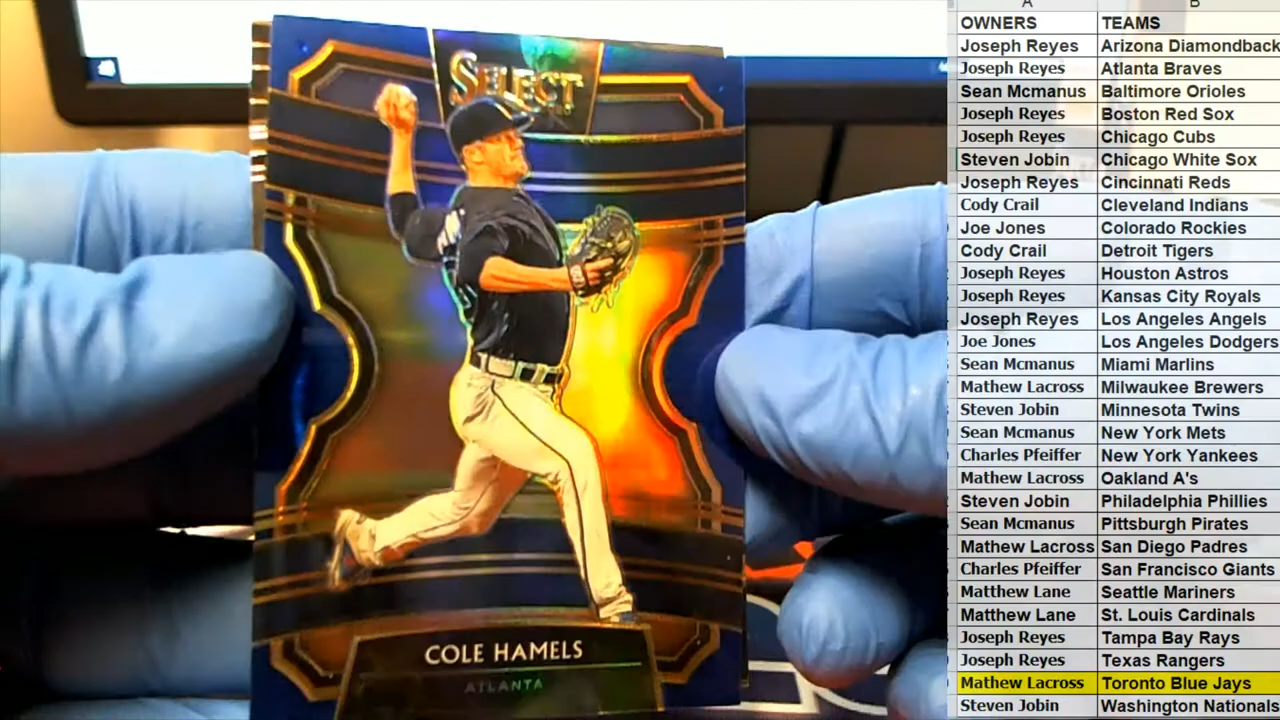 SELECT
COLE HAMELS
ATLANTA
A B
OWNERS TEAMS
Joseph Reyes Arizona Diamondback
Joseph Reyes Atlanta Braves
Sean Mcmanus Baltimore Orioles
Joseph Reyes Boston Red Sox
Joseph Reyes Chicago Cubs
Steven Jobin Chicago White Sox
Joseph Reyes Cincinnati Reds
Cody Crail Cleveland Indians
Joe Jones Colorado Rockies
Cody Crail Detroit Tigers
Joseph Reyes Houston Astros
Joseph Reyes Kansas City Royals
Joseph Reyes Los Angeles Angels
Joe Jones Los Angeles Dodgers
Sean Mcmanus Miami Marlins
Mathew Lacross Milwaukee Brewers
Steven Jobin Minnesota Twins
Sean Mcmanus New York Mets
Charles Pfeiffer New York Yankees
Mathew Lacross Oakland A's
Steven Jobin Philadelphia Phillies
Sean Mcmanus Pittsburgh Pirates
Mathew Lacross San Diego Padres
Charles Pfeiffer San Francisco Giants
Matthew Lane Seattle Mariners
Matthew Lane St. Louis Cardinals
Joseph Reyes Tampa Bay Rays
Joseph Reyes Texas Rangers
Mathew Lacross Toronto Blue Jays
Steven Jobin Washington Nationals